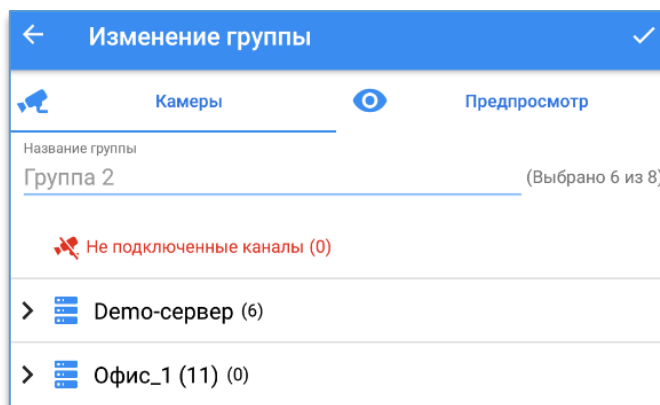 Изменение группы
Камеры Предпросмотр
Название группы
Группа 2 (Выбрано 6 из 8)
Не подключенные каналы (0)
Demo-сервер (6)
Офис_1 (11) (0)